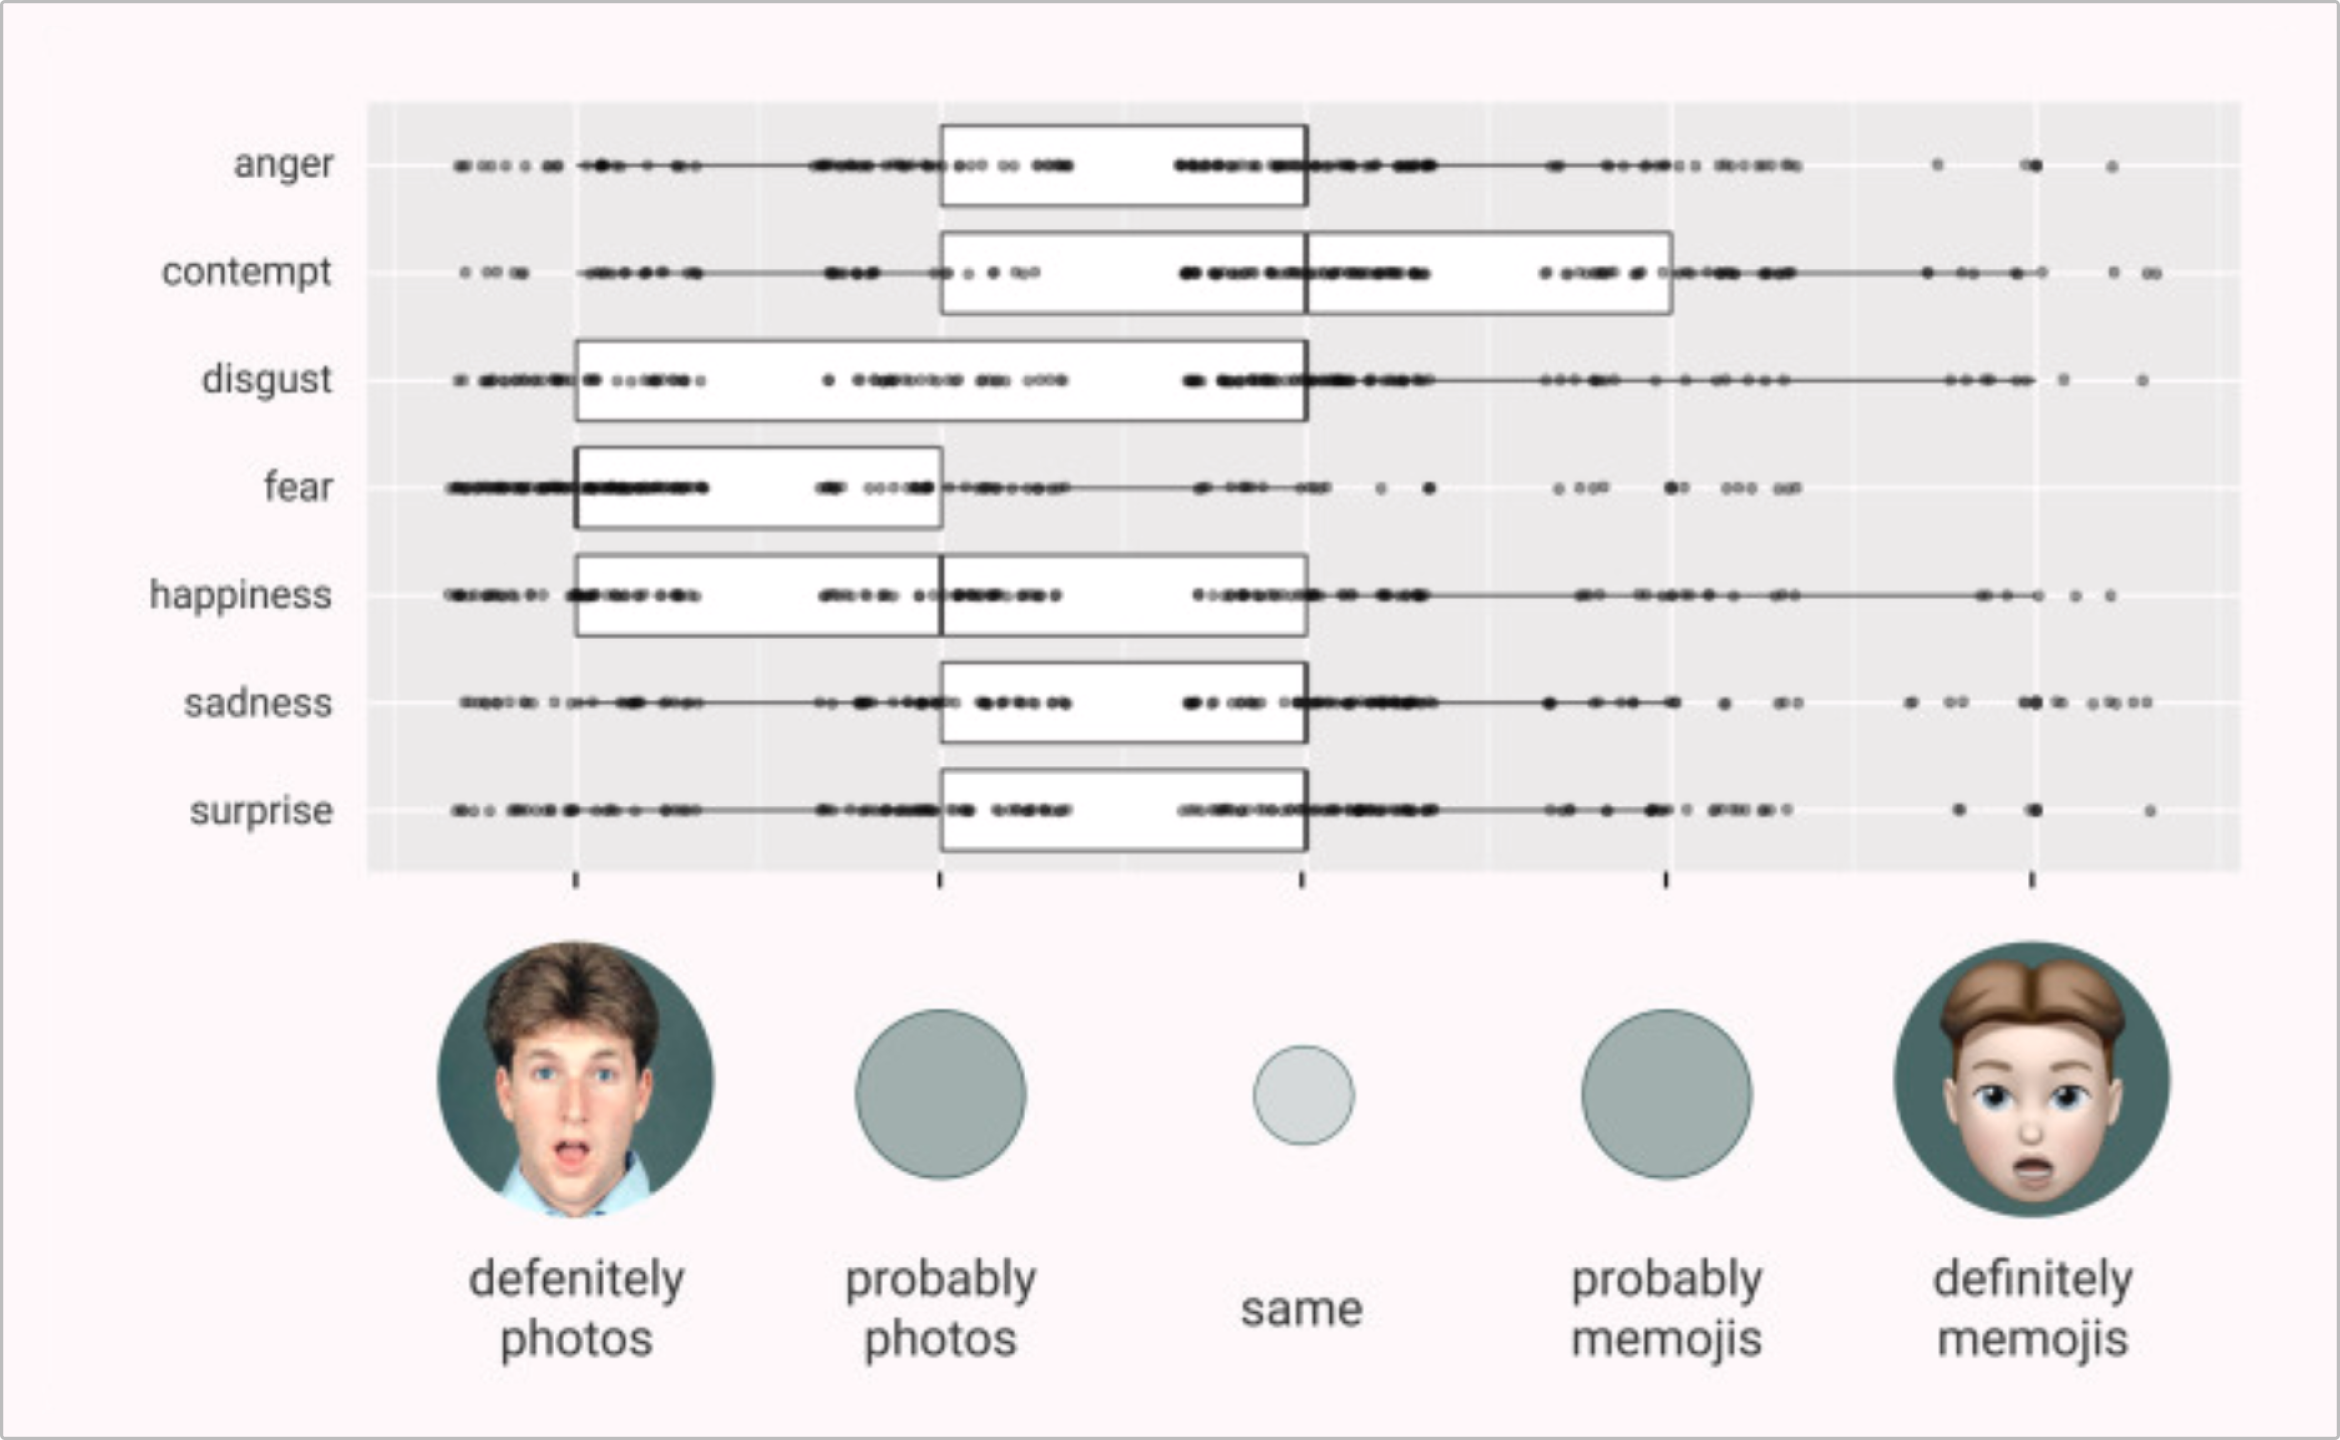 anger
contempt
disgust
fear
happiness
sadness
surprise
defenitely
photos
probably
photos
same
probably
memojis
definitely
memojis